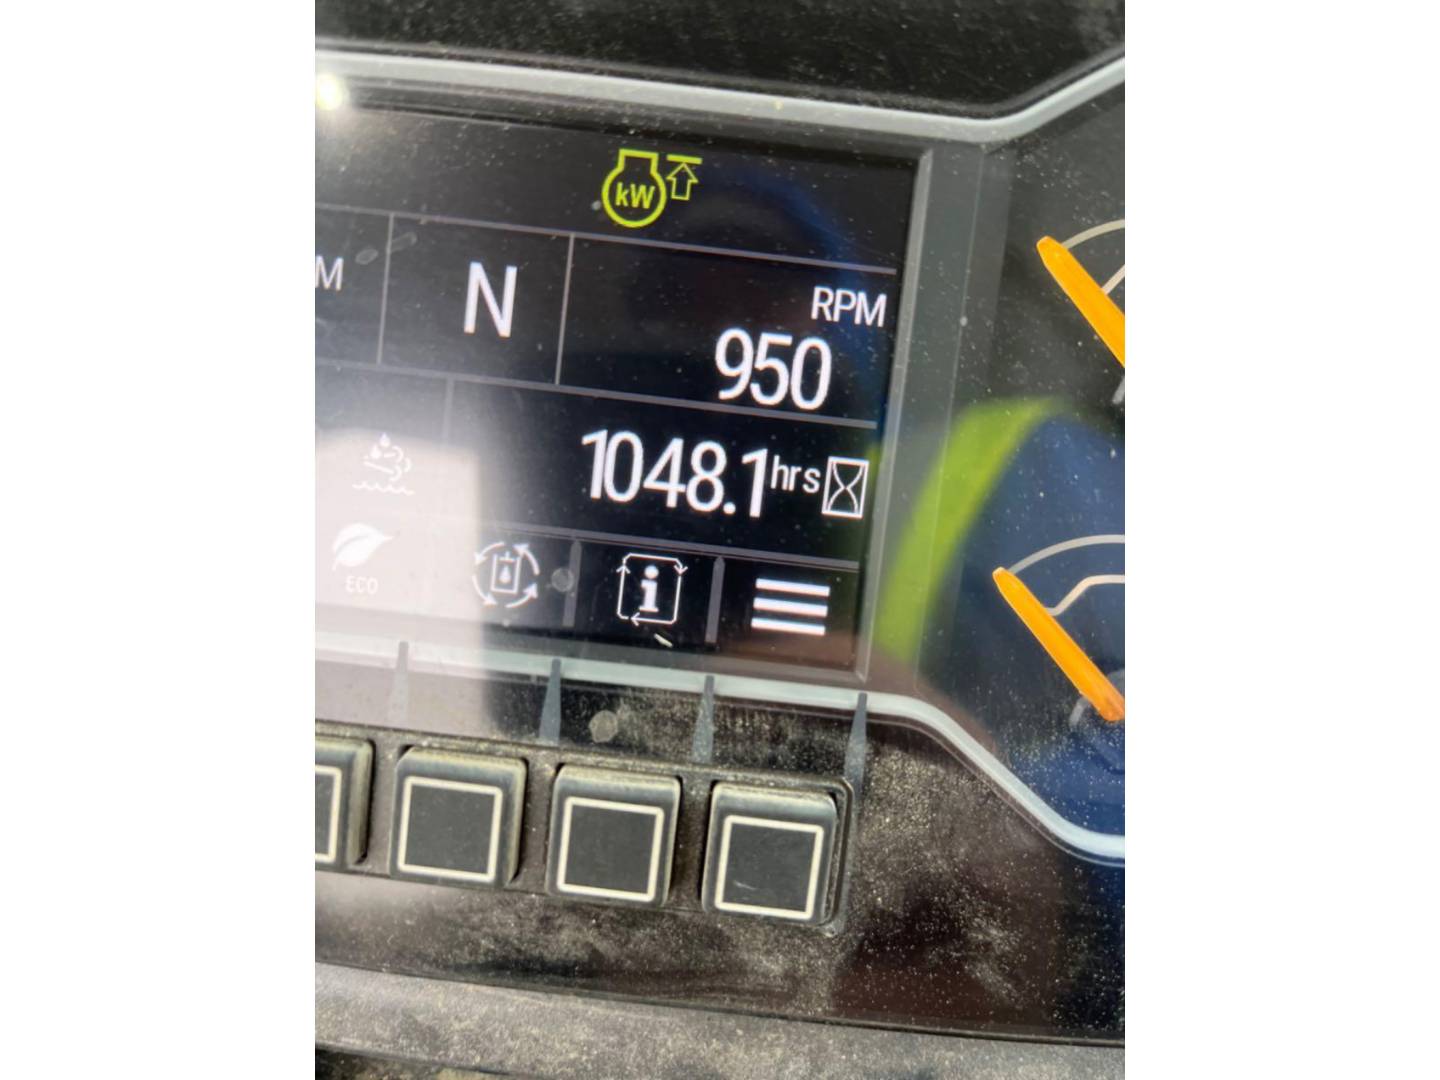 kW
M
N
RPM
950
1048.1hrs
ECO
i